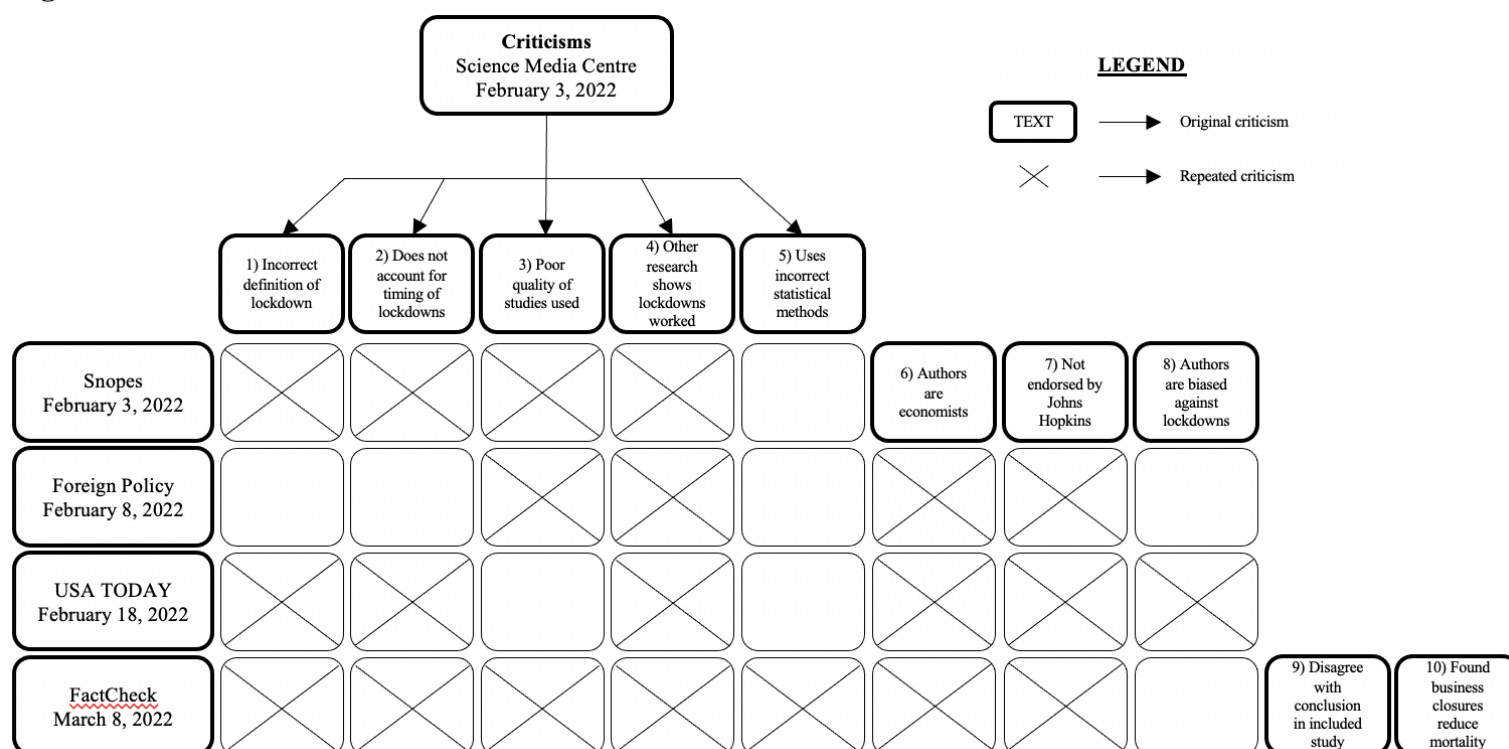 Criticisms
Science Media Centre
February 3, 2022
LEGEND
TEXT
Original criticism
Repeated criticism
1) Incorrect
definition of
lockdown
2) Does not
account for
timing of
lockdowns
3) Poor
quality of
studies used
4) Other
research
shows
lockdowns
worked
5) Uses
incorrect
statistical
methods
Snopes
February 3, 2022
6) Authors
are
economists
7) Not
endorsed by
Johns
Hopkins
8) Authors
are biased
against
lockdowns
Foreign Policy
February 8, 2022
USA TODAY
February 18, 2022
FactCheck
March 8, 2022
9) Disagree
with
conclusion
in included
study
10) Found
business
closures
reduce
mortality